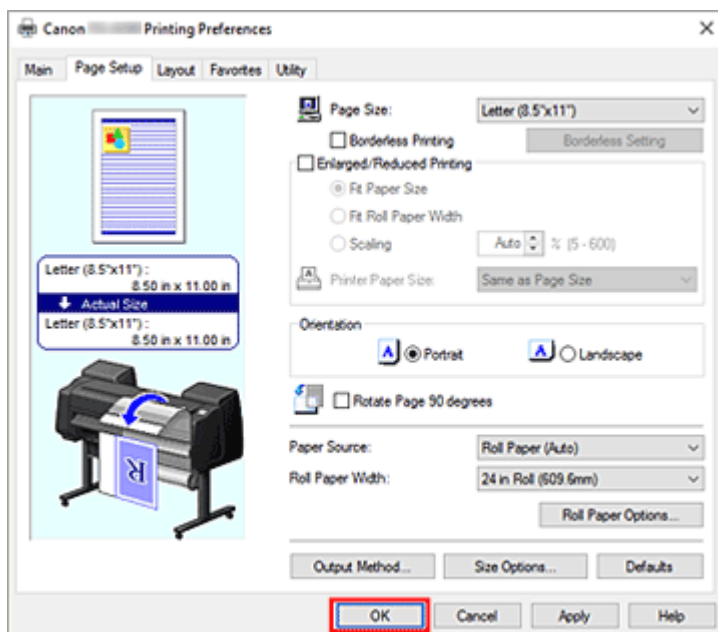 Canon Printing Preferences
Main Page Setup Layout Favorites Utility
Page Size: Letter (8.5"x11")
Borderless Printing Borderless Setting
Enlarged/Reduced Printing
Fit Paper Size
Fit Roll Paper Width
Scaling Auto % (5 - 600)
Printer Paper Size: Same as Page Size
Letter (8.5"x11") :
8.50 in x 11.00 in
Actual Size
Letter (8.5"x11") :
8.50 in x 11.00 in
Orientation
A Portrait A Landscape
Rotate Page 90 degrees
R
Paper Source: Roll Paper (Auto)
Roll Paper Width: 24 in Roll (609.6mm)
Roll Paper Options...
Output Method... Size Options... Defaults
OK Cancel Apply Help